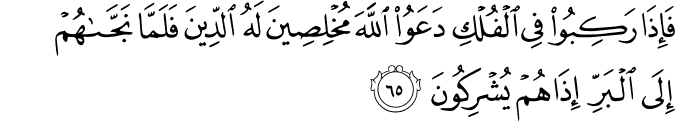 فَإِذَا رَكِبُوا۟ فِى ٱلْفُلْكِ دَعَوُا۟ ٱللَّهَ مُخْلِصِينَ لَهُ ٱلدِّينَ فَلَمَّا نَجَّىٰهُمْ
إِلَى ٱلْبَرِّ إِذَا هُمْ يُشْرِكُونَ ٦٥